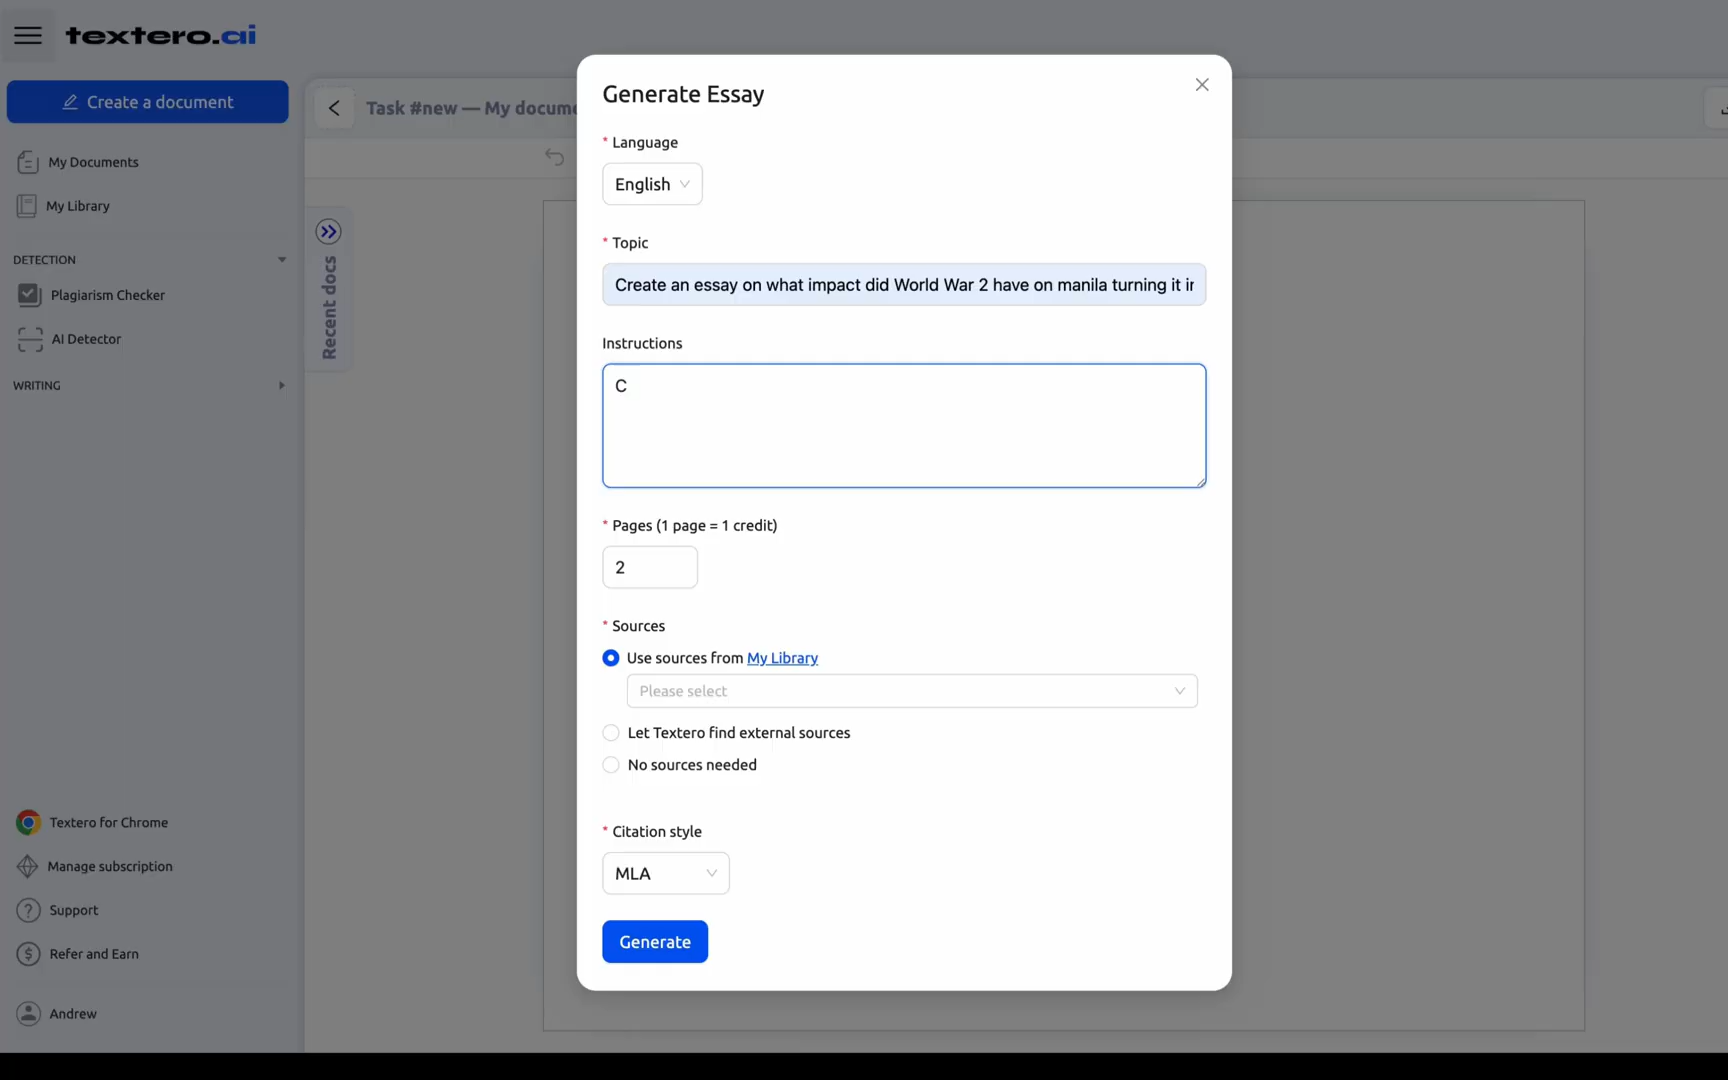 textero.ai
Create a document
My Documents
My Library
DETECTION
Plagiarism Checker
AI Detector
WRITING
Textero for Chrome
Manage subscription
Support
Refer and Earn
Andrew
Task #new — My docume
Recent docs
Generate Essay
* Language
English
* Topic
Create an essay on what impact did World War 2 have on manila turning it ir
Instructions
C
* Pages (1 page = 1 credit)
2
* Sources
Use sources from My Library
Please select
Let Textero find external sources
No sources needed
* Citation style
MLA
Generate